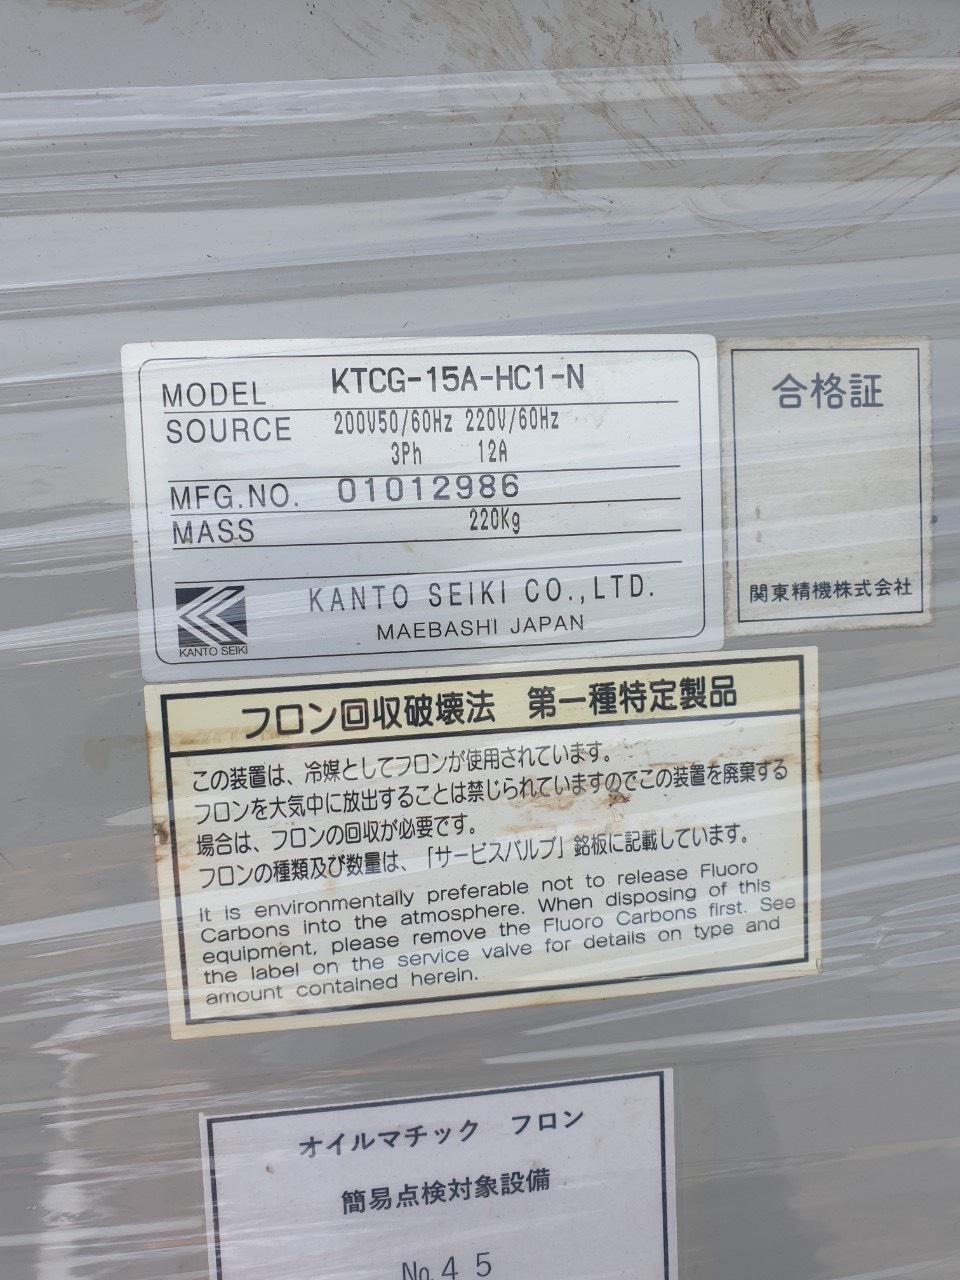 MODEL KTCG-15A-HC1-N
SOURCE 200V50/60Hz 220V/60Hz
3Ph 12A
MFG.NO. 01012986
MASS 220Kg
KANTO SEIKI CO.,LTD.
MAEBASHI JAPAN
KANTO SEIKI
合格証
関東精機株式会社
フロン回収破壊法 第一種特定製品
この装置は、冷媒としてフロンが使用されています。
フロンを大気中に放出することは禁じられていますのでこの装置を廃棄する
場合は、フロンの回収が必要です。
フロンの種類及び数量は、「サービスバルブ」銘板に記載しています。
It is environmentally preferable not to release Fluoro
Carbons into the atmosphere. When disposing of this
equipment, please remove the Fluoro Carbons first. See
the label on the service valve for details on type and
amount contained herein.
オイルマチック フロン
簡易点検対象設備
No.45